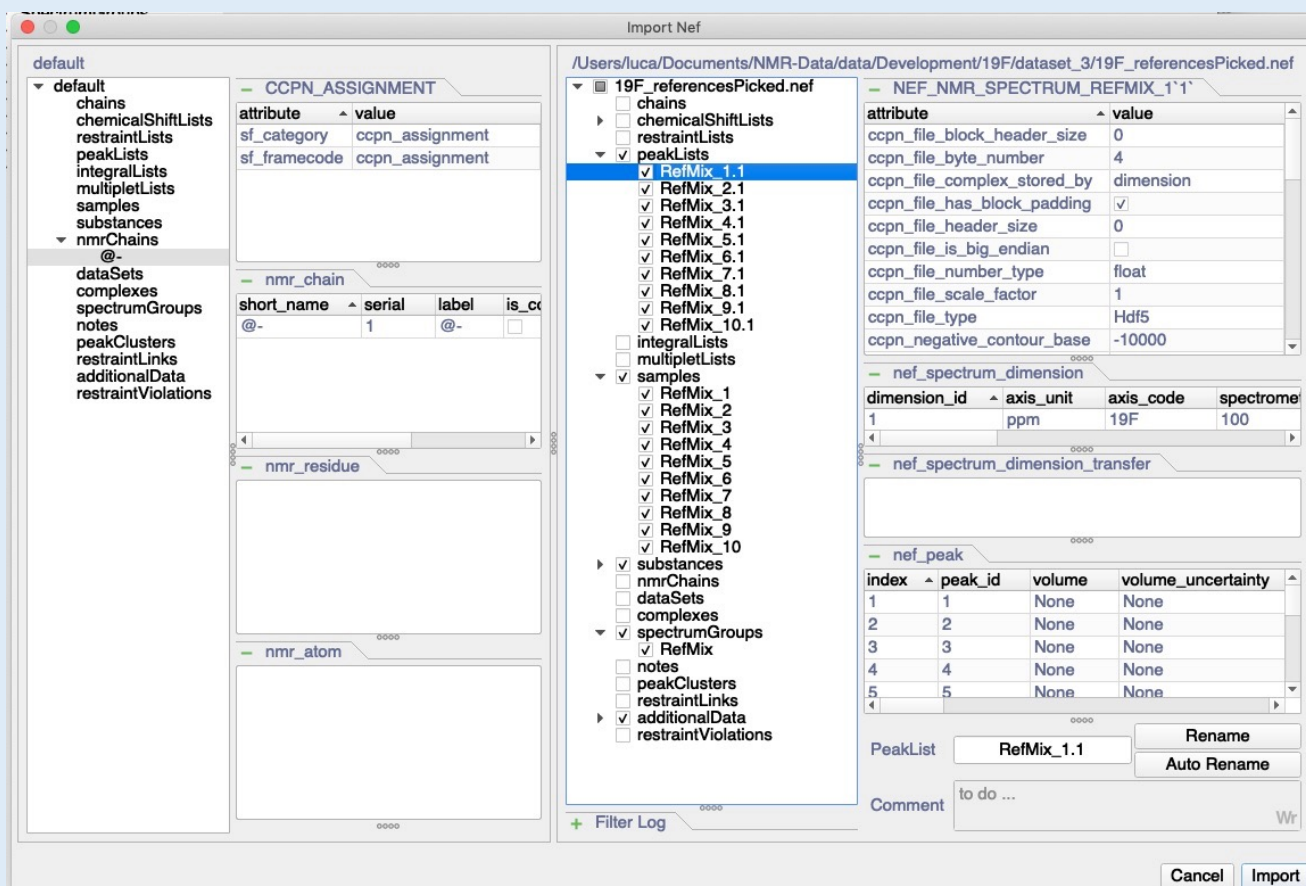 Import Nef
default
default
chains
chemicalShiftLists
restraintLists
peakLists
integralLists
multipletLists
samples
substances
nmrChains
@-
dataSets
complexes
spectrumGroups
notes
peakClusters
restraintLinks
additionalData
restraintViolations
CCPN_ASSIGNMENT
attribute value
sf_category ccpn_assignment
sf_framecode ccpn_assignment
nmr_chain
short_name serial label is_cc
@- 1 @-
nmr_residue
nmr_atom
/Users/luca/Documents/NMR-Data/data/Development/19F/dataset_3/19F_referencesPicked.nef
19F_referencesPicked.nef
chains
chemicalShiftLists
restraintLists
peakLists
RefMix_1.1
RefMix_2.1
RefMix_3.1
RefMix_4.1
RefMix_5.1
RefMix_6.1
RefMix_7.1
RefMix_8.1
RefMix_9.1
RefMix_10.1
integralLists
multipletLists
samples
RefMix_1
RefMix_2
RefMix_3
RefMix_4
RefMix_5
RefMix_6
RefMix_7
RefMix_8
RefMix_9
RefMix_10
substances
nmrChains
dataSets
complexes
spectrumGroups
RefMix
notes
peakClusters
restraintLinks
additionalData
restraintViolations
Filter Log
NEF_NMR_SPECTRUM_REFMIX_1`1`
attribute value
ccpn_file_block_header_size 0
ccpn_file_byte_number 4
ccpn_file_complex_stored_by dimension
ccpn_file_has_block_padding
ccpn_file_header_size 0
ccpn_file_is_big_endian
ccpn_file_number_type float
ccpn_file_scale_factor 1
ccpn_file_type Hdf5
ccpn_negative_contour_base -10000
nef_spectrum_dimension
dimension_id axis_unit axis_code spectromet
1 ppm 19F 100
nef_spectrum_dimension_transfer
nef_peak
index peak_id volume volume_uncertainty
1 1 None None
2 2 None None
3 3 None None
4 4 None None
5 5 None None
PeakList RefMix_1.1 Rename
Auto Rename
Comment to do ...
Wr
Cancel Import